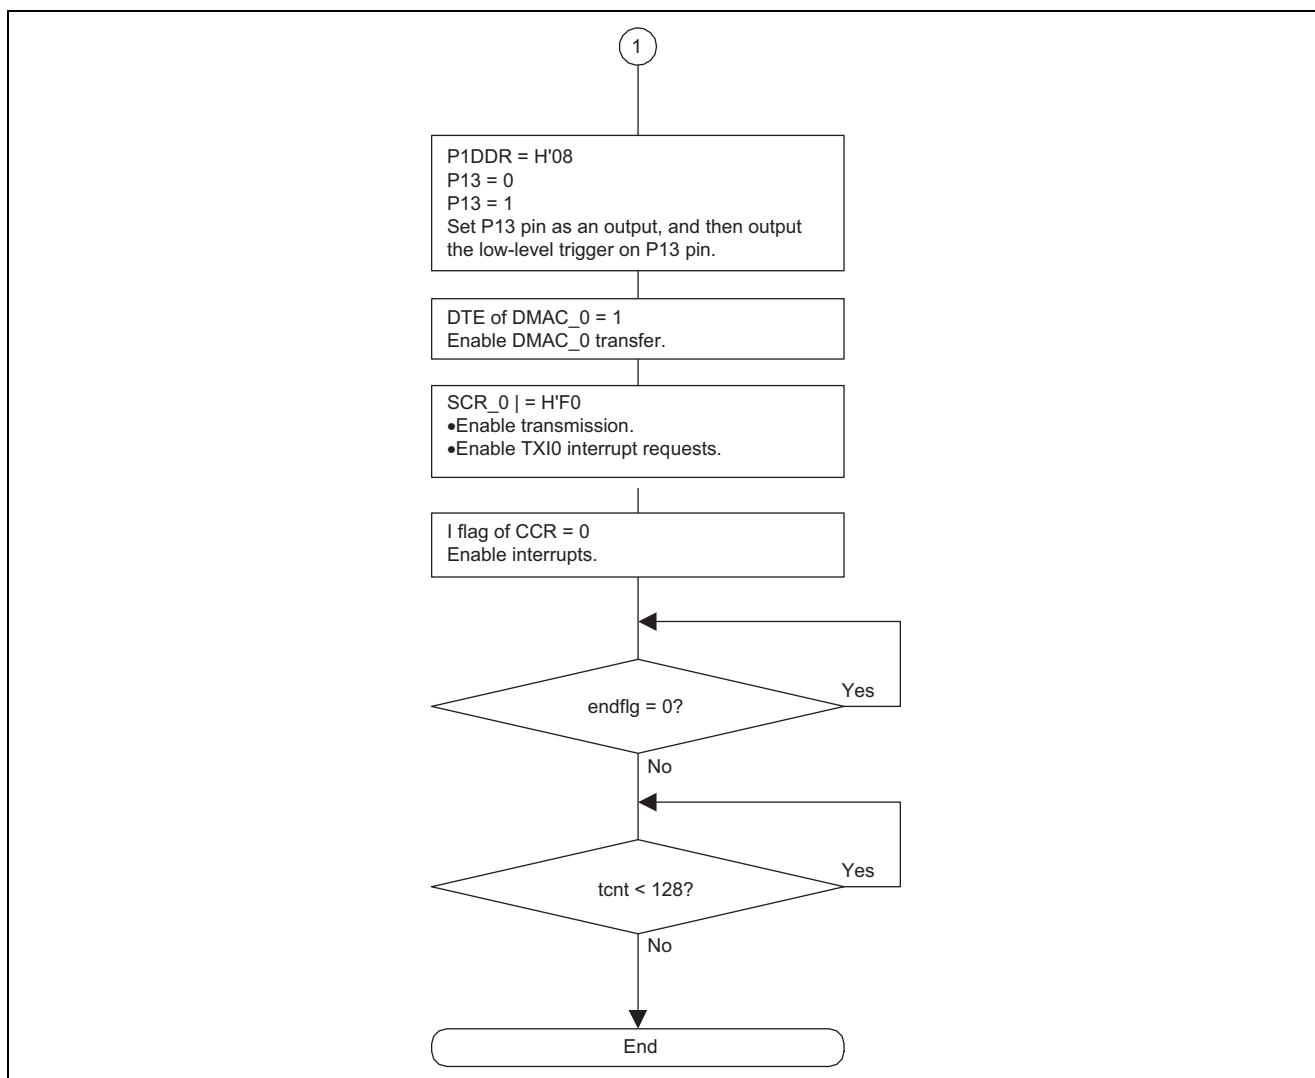 1
P1DDR = H'08
P13 = 0
P13 = 1
Set P13 pin as an output, and then output
the low-level trigger on P13 pin.
DTE of DMAC_0 = 1
Enable DMAC_0 transfer.
SCR_0 | = H'F0
•Enable transmission.
•Enable TXI0 interrupt requests.
I flag of CCR = 0
Enable interrupts.
endflg = 0?
Yes
No
tcnt < 128?
Yes
No
End